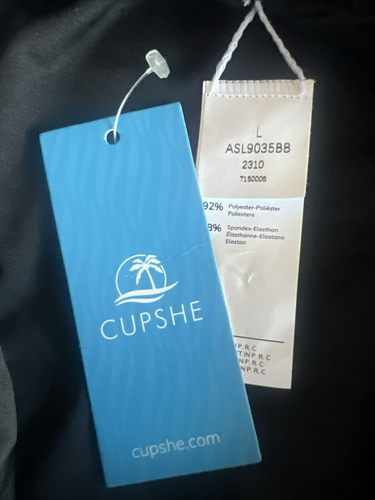 CUPSHE
cupshe.com
L
ASL9035BB
2310
T150006
92% Polyester-Poliéster
Poliestere
8% Spandex-Elasthan
Élasthanne-Elastano
Elastan
P.R.C
P.R.C
P.R.C
P.R.C